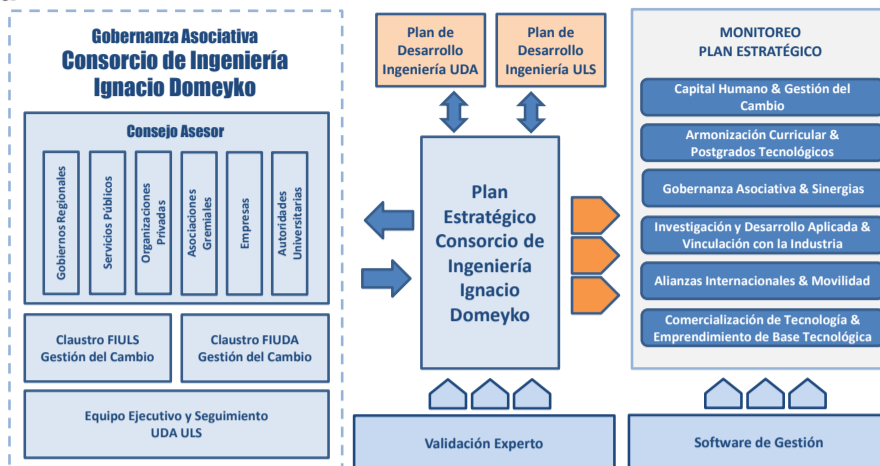 Gobernanza Asociativa
Consorcio de Ingeniería
Ignacio Domeyko
Consejo Asesor
Gobiernos Regionales
Servicios Públicos
Organizaciones
Privadas
Asociaciones
Gremiales
Empresas
Autoridades
Universitarias
Claustro FIULS
Gestión del Cambio
Claustro FIUDA
Gestión del Cambio
Equipo Ejecutivo y Seguimiento
UDA ULS
Plan de
Desarrollo
Ingeniería UDA
Plan de
Desarrollo
Ingeniería ULS
Plan
Estratégico
Consorcio de
Ingeniería
Ignacio
Domeyko
Validación Experto
MONITOREO
PLAN ESTRATÉGICO
Capital Humano & Gestión del
Cambio
Armonización Curricular &
Postgrados Tecnológicos
Gobernanza Asociativa & Sinergias
Investigación y Desarrollo Aplicada &
Vinculación con la Industria
Alianzas Internacionales & Movilidad
Comercialización de Tecnología &
Emprendimiento de Base Tecnológica
Software de Gestión